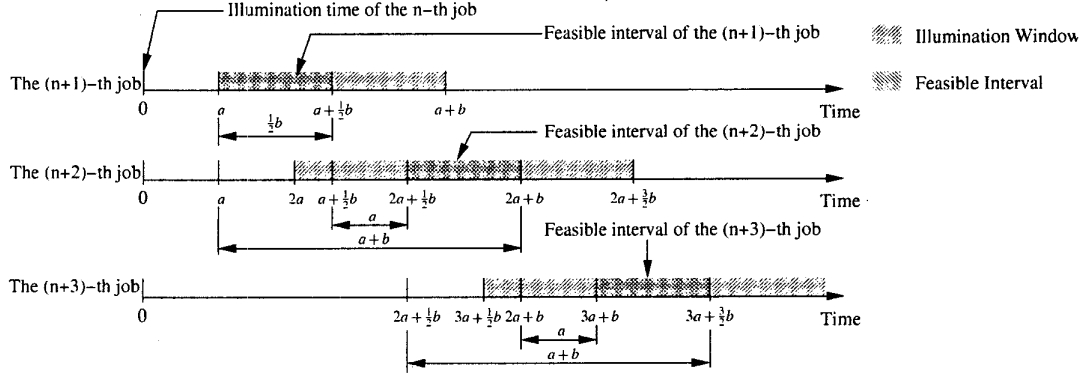 Illumination time of the n-th job
Feasible interval of the (n+1)-th job
Illumination Window
Feasible Interval
The (n+1)-th job
0 a a+½b a+b Time
½b
Feasible interval of the (n+2)-th job
The (n+2)-th job
0 a 2a a+½b 2a+½b 2a+b 2a+3/2b Time
a
a+b
Feasible interval of the (n+3)-th job
The (n+3)-th job
0 2a+½b 3a+½b 2a+b 3a+b 3a+3/2b Time
a
a+b